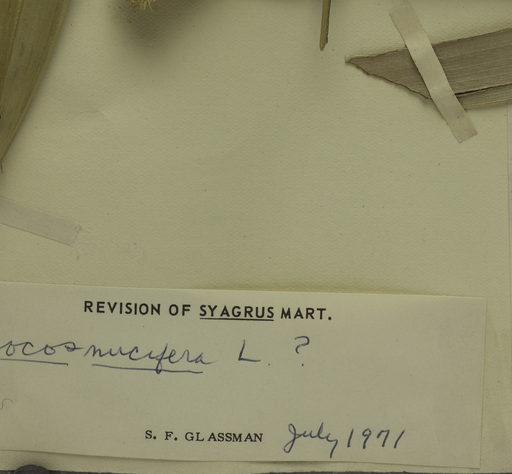 REVISION OF SYAGRUS MART.
ocos nucifera L. ?
S. F. GLASSMAN July 1971